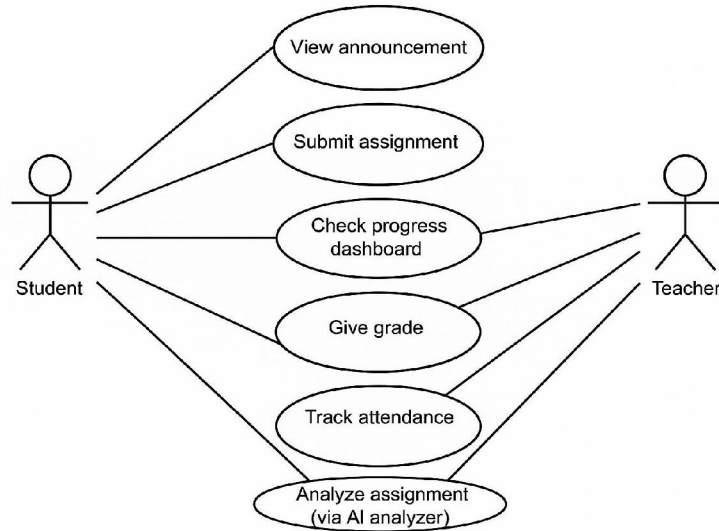 View announcement
Submit assignment
Check progress
dashboard
Student
Teacher
Give grade
Track attendance
Analyze assignment
(via AI analyzer)